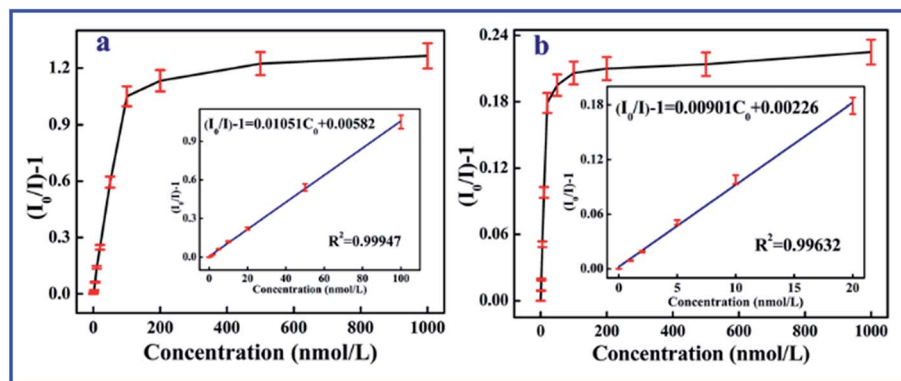 a
(I0/I)-1
1.2
0.9
0.6
0.3
0.0
0 200 400 600 800 1000
Concentration (nmol/L)
(I0/I)-1=0.01051C0+0.00582
(I0/I)-1
0.9
0.6
0.3
0.0
R2=0.99947
0 20 40 60 80 100
Concentration (nmol/L)
b
(I0/I)-1
0.24
0.18
0.12
0.06
0.00
0 200 400 600 800 1000
Concentration (nmol/L)
(I0/I)-1=0.00901C0+0.00226
(I0/I)-1
0.18
0.12
0.06
0.00
R2=0.99632
0 5 10 15 20
Concentration (nmol/L)